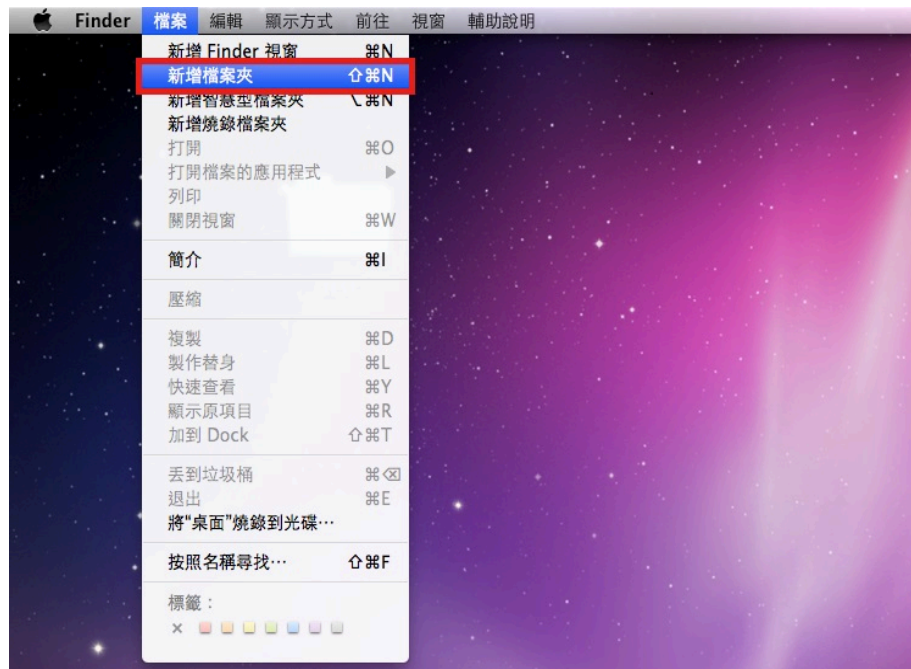 Finder 檔案 編輯 顯示方式 前往 視窗 輔助說明
新增 Finder 視窗 ⌘N
新增檔案夾 ⇧⌘N
新增智慧型檔案夾 ⌥⌘N
新增燒錄檔案夾
打開 ⌘O
打開檔案的應用程式 ▶
列印
關閉視窗 ⌘W
簡介 ⌘I
壓縮
複製 ⌘D
製作替身 ⌘L
快速查看 ⌘Y
顯示原項目 ⌘R
加到 Dock ⇧⌘T
丟到垃圾桶 ⌘⌫
退出 ⌘E
將“桌面”燒錄到光碟⋯
按照名稱尋找⋯ ⇧⌘F
標籤：
×